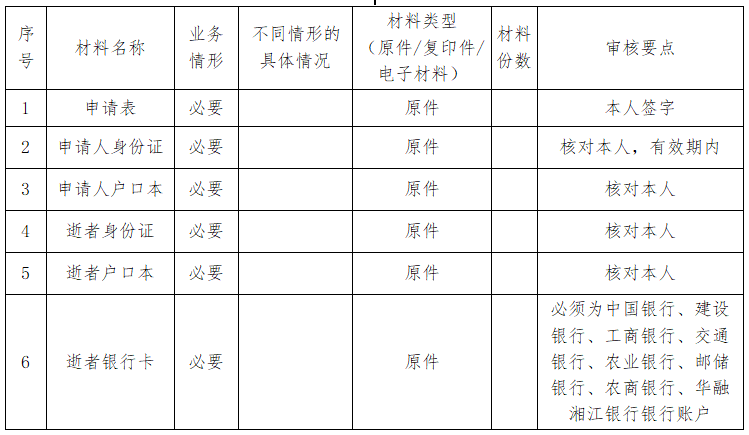 序号 材料名称 业务情形 不同情形的具体情况 材料类型（原件/复印件/电子材料） 材料份数 审核要点
1 申请表 必要 原件 本人签字
2 申请人身份证 必要 原件 核对本人，有效期内
3 申请人户口本 必要 原件 核对本人
4 逝者身份证 必要 原件 核对本人
5 逝者户口本 必要 原件 核对本人
6 逝者银行卡 必要 原件 必须为中国银行、建设
银行、工商银行、交通
银行、农业银行、邮储
银行、农商银行、华融
湘江银行银行账户